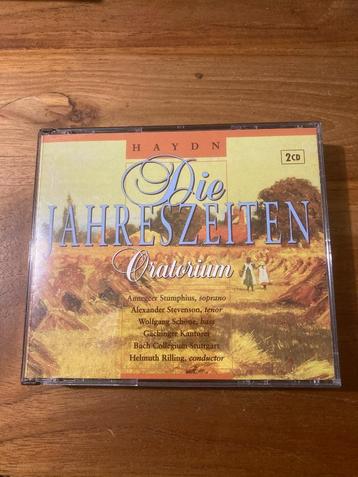 HAYDN
2CD
Die
JAHRESZEITEN
Oratorium
Annegeer Stumphius, soprano
Alexander Stevenson, tenor
Wolfgang Schöne, bass
Gächinger Kantorei
Bach Collegium Stuttgart
Helmuth Rilling, conductor